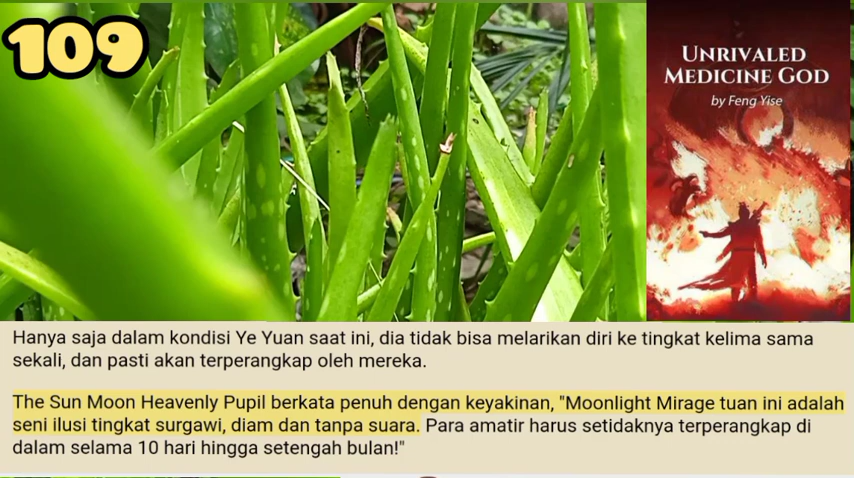 109
UNRIVALED
MEDICINE GOD
by Feng Yise
Hanya saja dalam kondisi Ye Yuan saat ini, dia tidak bisa melarikan diri ke tingkat kelima sama
sekali, dan pasti akan terperangkap oleh mereka.
The Sun Moon Heavenly Pupil berkata penuh dengan keyakinan, "Moonlight Mirage tuan ini adalah
seni ilusi tingkat surgawi, diam dan tanpa suara. Para amatir harus setidaknya terperangkap di
dalam selama 10 hari hingga setengah bulan!"